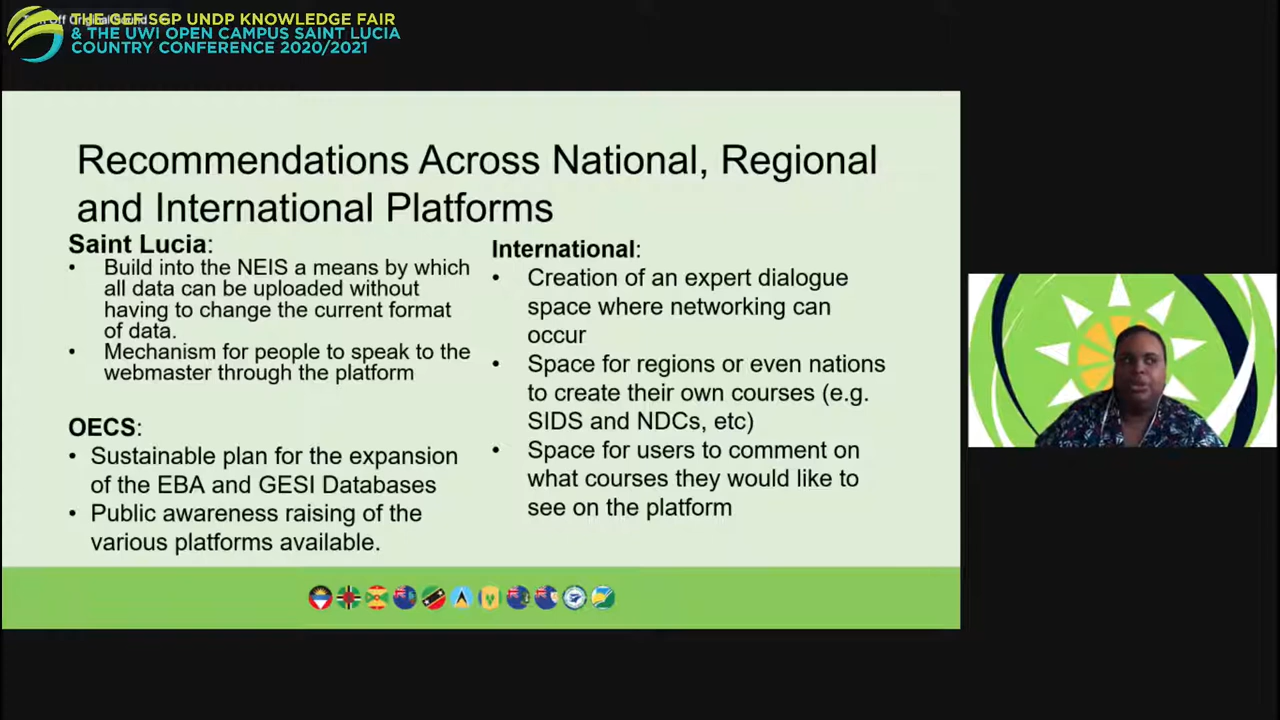 THE GEF SGP UNDP KNOWLEDGE FAIR
& THE UWI OPEN CAMPUS SAINT LUCIA
COUNTRY CONFERENCE 2020/2021
Recommendations Across National, Regional
and International Platforms
Saint Lucia:
• Build into the NEIS a means by which
all data can be uploaded without
having to change the current format
of data.
• Mechanism for people to speak to the
webmaster through the platform
OECS:
• Sustainable plan for the expansion
of the EBA and GESI Databases
• Public awareness raising of the
various platforms available.
International:
• Creation of an expert dialogue
space where networking can
occur
• Space for regions or even nations
to create their own courses (e.g.
SIDS and NDCs, etc)
• Space for users to comment on
what courses they would like to
see on the platform